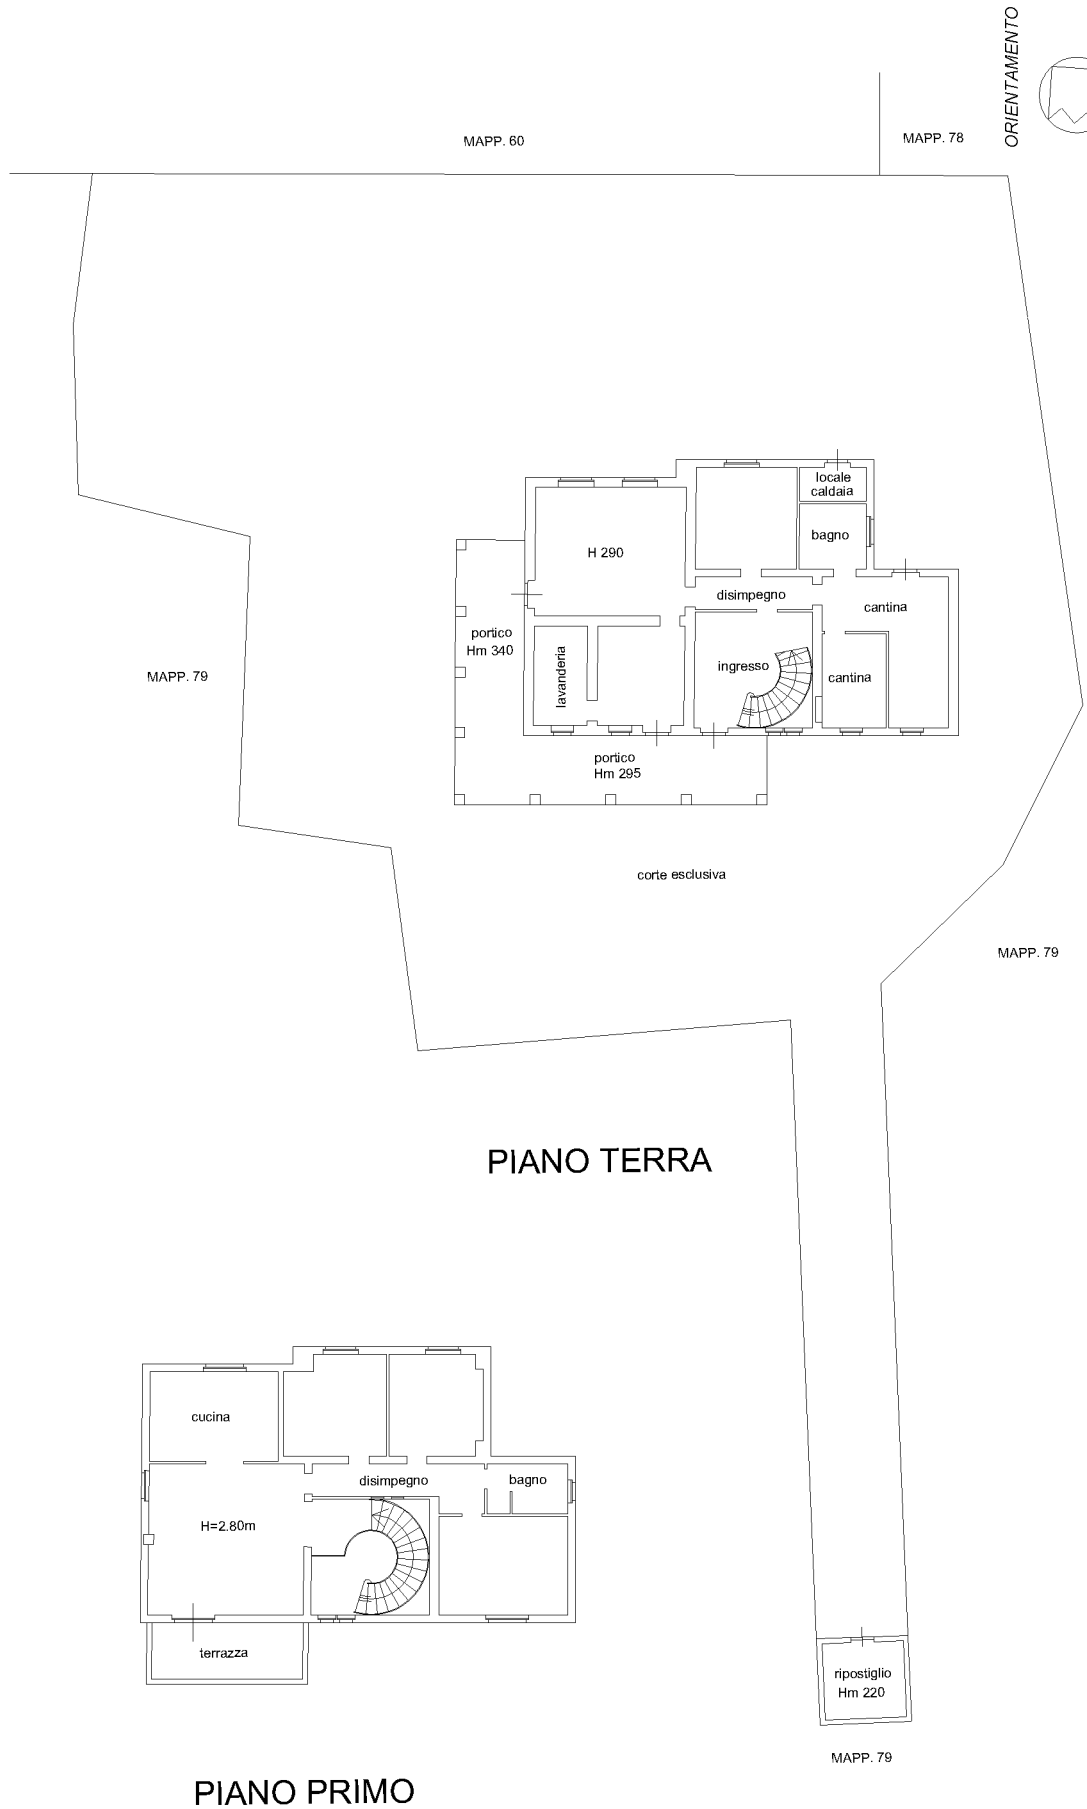 ORIENTAMENTO
MAPP. 60
MAPP. 78
locale
caldaia
bagno
H 290
disimpegno
cantina
portico
Hm 340
lavanderia
ingresso
cantina
MAPP. 79
portico
Hm 295
corte esclusiva
MAPP. 79
PIANO TERRA
cucina
disimpegno
bagno
H=2.80m
terrazza
ripostiglio
Hm 220
MAPP. 79
PIANO PRIMO